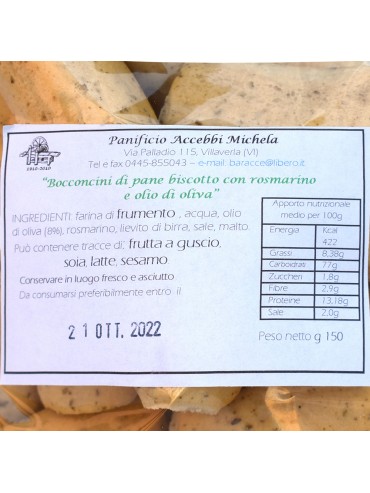 Panificio Accebbi Michela
Via Palladio 115, Villaverla (VI)
Tel e fax 0445-855043 – e-mail: baracce@libero.it
1940-2010
"Bocconcini di pane biscotto con rosmarino
e olio di oliva"
INGREDIENTI: farina di frumento , acqua, olio
di oliva (8%), rosmarino, lievito di birra, sale, malto.
Può contenere tracce di: frutta a guscio,
soia, latte, sesamo.
Conservare in luogo fresco e asciutto
Da consumarsi preferibilmente entro il
21 OTT. 2022
Apporto nutrizionale
medio per 100g
Energia Kcal
422
Grassi 8,38g
Carboidrati 77g
Zuccheri 1,8g
Fibre 2,9g
Proteine 13,18g
Sale 2,0g
Peso netto g 150